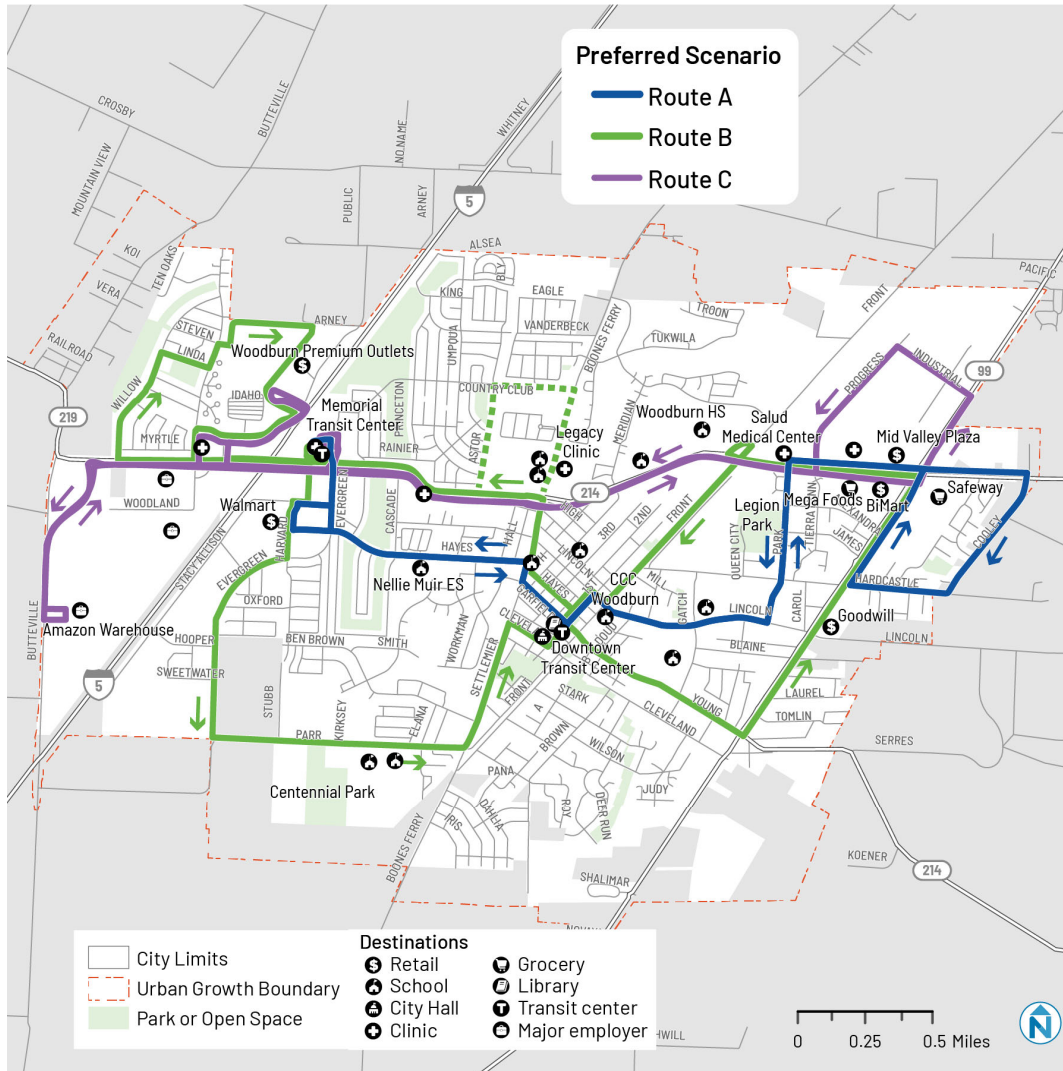 Preferred Scenario
Route A
Route B
Route C
CROSBY
BUTTEVILLE
WHITNEY
MOUNTAIN VIEW
NO NAME
PUBLIC
ARNEY
5
ALSEA
KOI
VERA
TEN OAKS
KING
BLY
EAGLE
VANDERBECK
BOONES FERRY
TROON
TUKWILA
FRONT
PACIFIC
RAILROAD
STEVEN
LINDA
ARNEY
Woodburn Premium Outlets
UMPQUA
COUNTRY CLUB
PROGRESS
INDUSTRIAL
99
219
WILLOW
IDAHO
MYRTLE
Memorial
Transit Center
PRINCETON
RAINIER
ASTOR
Legacy
Clinic
MERIDIAN
Woodburn HS
Salud
Medical Center
Mid Valley Plaza
WOODLAND
Walmart
EVERGREEN
CASCADE
214
HIGH
3RD
2ND
FRONT
Legion
Park
PARK
Mega Foods
BiMart
Safeway
STACY ALLISON
HARVARD
HAYES
HALL
LINCOLN
QUEEN CITY
JAMES
COOLEY
EVERGREEN
Nellie Muir ES
HAYES
CCC
Woodburn
MILL
GATCH
LINCOLN
CAROL
HARDCASTLE
BUTTEVILLE
Amazon Warehouse
OXFORD
GARFIELD
Goodwill
HOOPER
BEN BROWN
SMITH
WORKMAN
Downtown
Transit Center
BLAINE
LINCOLN
SWEETWATER
5
STUBB
KIRKSEY
ELANA
SETTLEMIER
FRONT
STARK
CLEVELAND
YOUNG
LAUREL
TOMLIN
PARR
A
BROWN
WILSON
SERRES
Centennial Park
PANA
JUDY
IRIS
DAHLIA
ROY
DEER RUN
BOONES FERRY
SHALIMAR
KOENER
214
City Limits
Urban Growth Boundary
Park or Open Space
Destinations
Retail
School
City Hall
Clinic
Grocery
Library
Transit center
Major employer
N
0 0.25 0.5 Miles